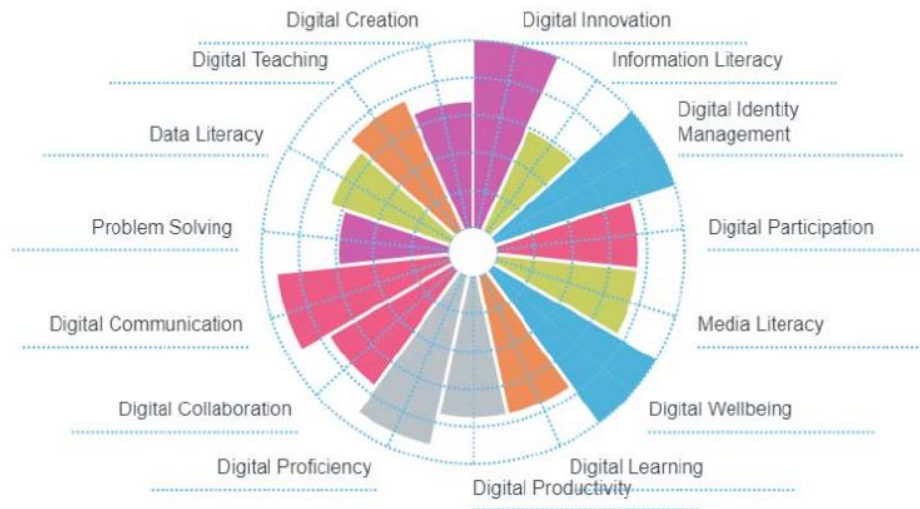 Digital Creation
Digital Innovation
Digital Teaching
Information Literacy
Data Literacy
Digital Identity
Management
Problem Solving
Digital Participation
Digital Communication
Media Literacy
Digital Collaboration
Digital Wellbeing
Digital Proficiency
Digital Learning
Digital Productivity